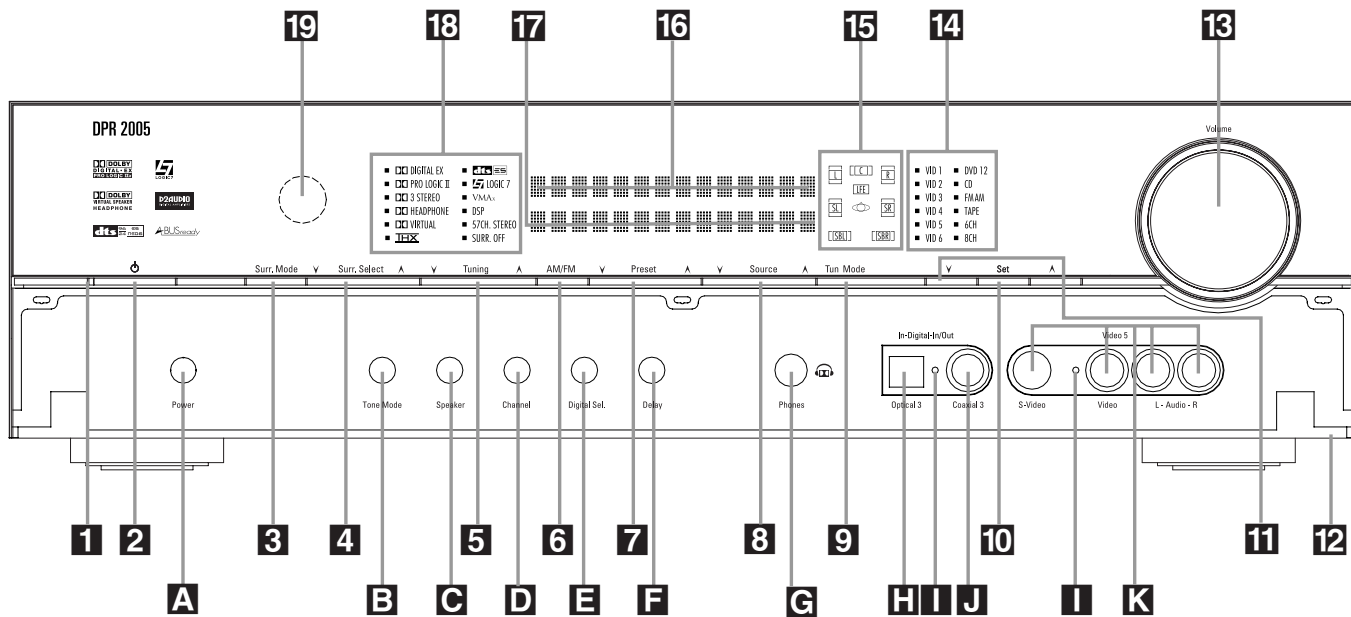 19 18 17 16 15 14 13
DPR 2005
Volume
DOLBY
DIGITAL·EX
PRO LOGIC IIx
LOGIC7
DOLBY
VIRTUAL SPEAKER
HEADPHONE
D2AUDIO
dts ES
A-BUSready
DIGITAL EX dts ES
PRO LOGIC II LOGIC 7
3 STEREO VMAx
HEADPHONE DSP
VIRTUAL 57CH. STEREO
THX SURR. OFF
L C R
LFE
SL SR
SBL SBR
VID 1 DVD 12
VID 2 CD
VID 3 FM AM
VID 4 TAPE
VID 5 6CH
VID 6 8CH
Surr. Mode Surr. Select Tuning AM/FM Preset Source Tun Mode Set
In-Digital-In/Out Video 5
Power Tone Mode Speaker Channel Digital Sel. Delay Phones Optical 3 Coaxial 3 S-Video Video L - Audio - R
1 2 3 4 5 6 7 8 9 10 11 12
A B C D E F G H I J I K